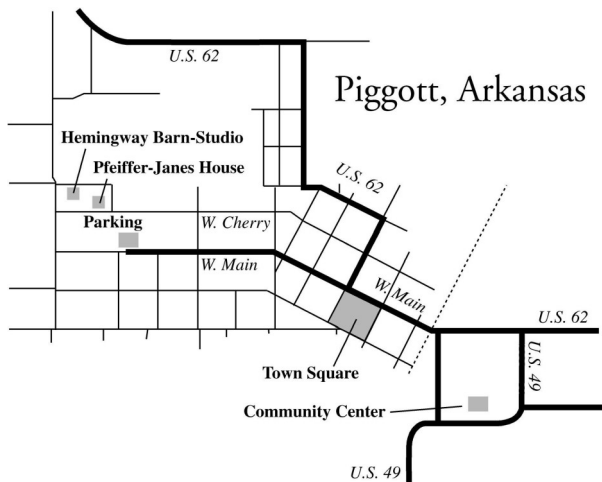 U.S. 62
Piggott, Arkansas
Hemingway Barn-Studio
Pfeiffer-Janes House
U.S. 62
Parking
W. Cherry
W. Main
W. Main
U.S. 62
Town Square
U.S. 49
Community Center
U.S. 49